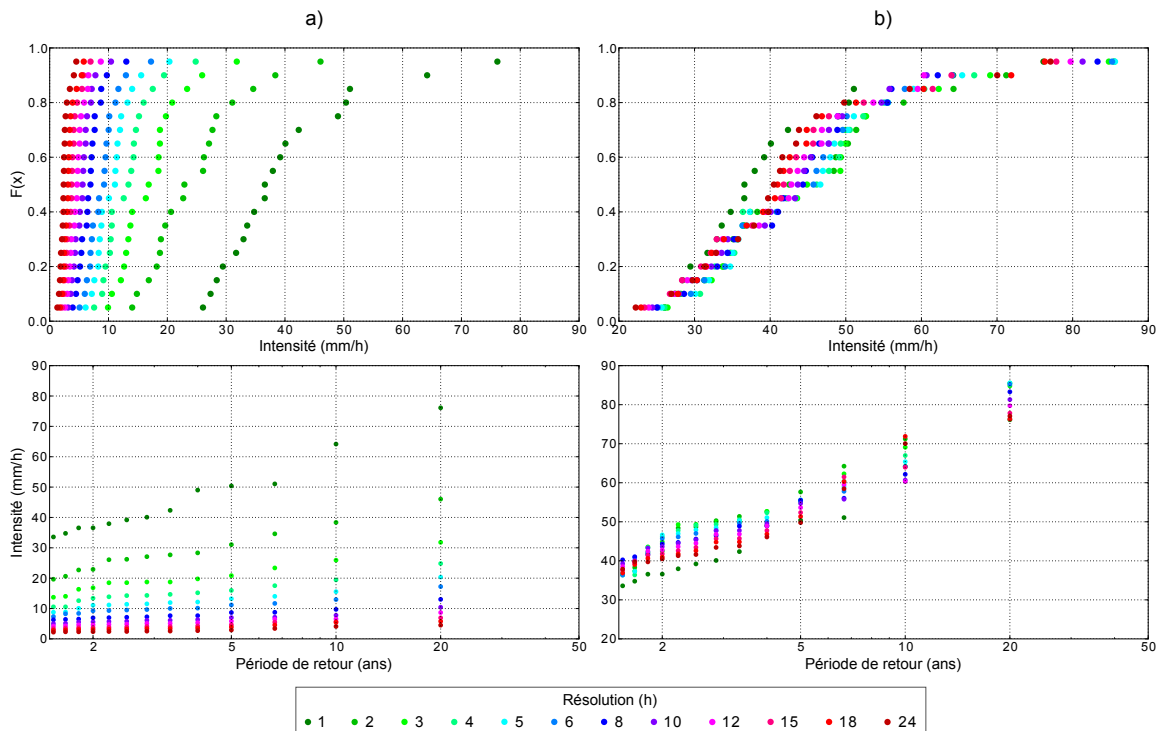 a) b)
1.0 1.0
0.8 0.8
0.6 0.6
F(x)
0.4 0.4
0.2 0.2
0.0 0.0
0 10 20 30 40 50 60 70 80 90 20 30 40 50 60 70 80 90
Intensité (mm/h) Intensité (mm/h)
90 90
80 80
70 70
60 60
50
Intensité (mm/h)
40 50
30 40
20 30
10
0 20
2 5 10 20 50 2 5 10 20 50
Période de retour (ans) Période de retour (ans)
Résolution (h)
1 2 3 4 5 6 8 10 12 15 18 24